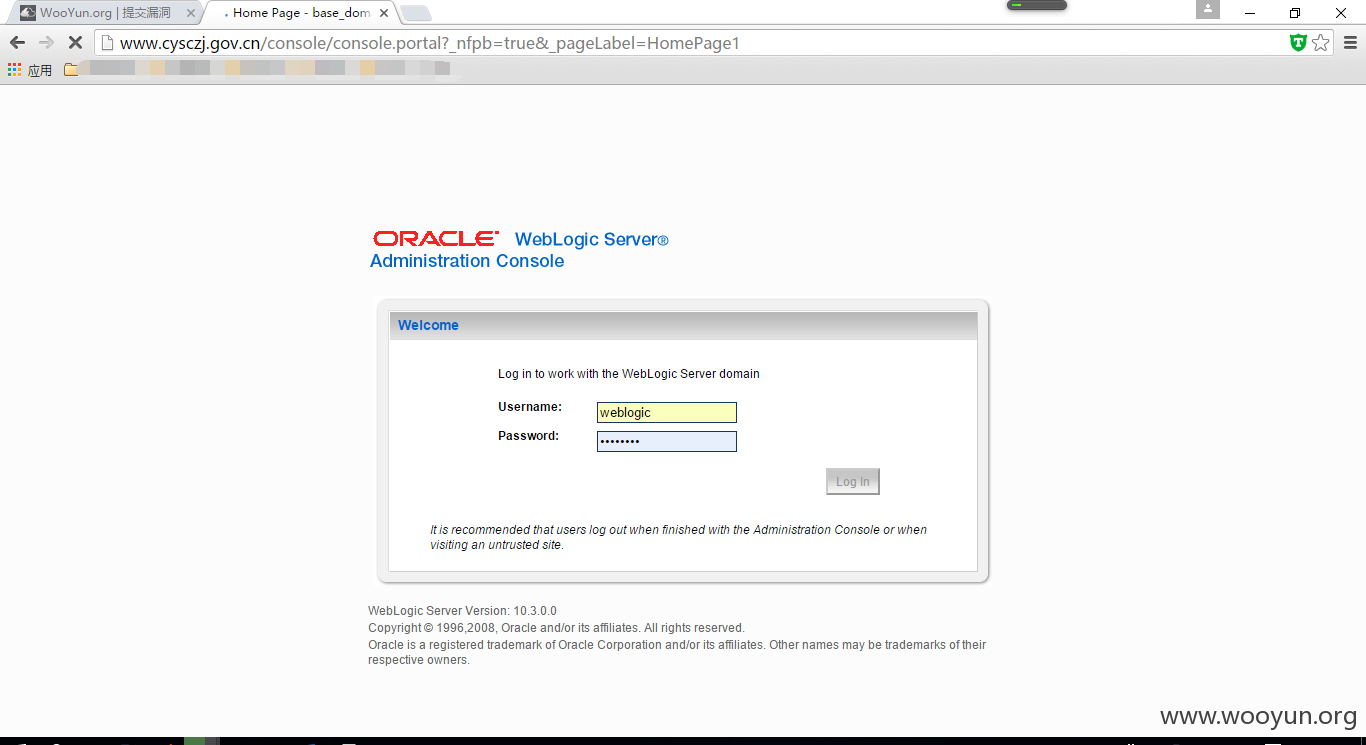 WooYun.org | 提交漏洞
Home Page - base_dom
www.cysczj.gov.cn/console/console.portal?_nfpb=true&_pageLabel=HomePage1
应用
ORACLE WebLogic Server®
Administration Console
Welcome
Log in to work with the WebLogic Server domain
Username:
weblogic
Password:
••••••••
Log In
It is recommended that users log out when finished with the Administration Console or when
visiting an untrusted site.
WebLogic Server Version: 10.3.0.0
Copyright © 1996,2008, Oracle and/or its affiliates. All rights reserved.
Oracle is a registered trademark of Oracle Corporation and/or its affiliates. Other names may be trademarks of their
respective owners.
www.wooyun.org